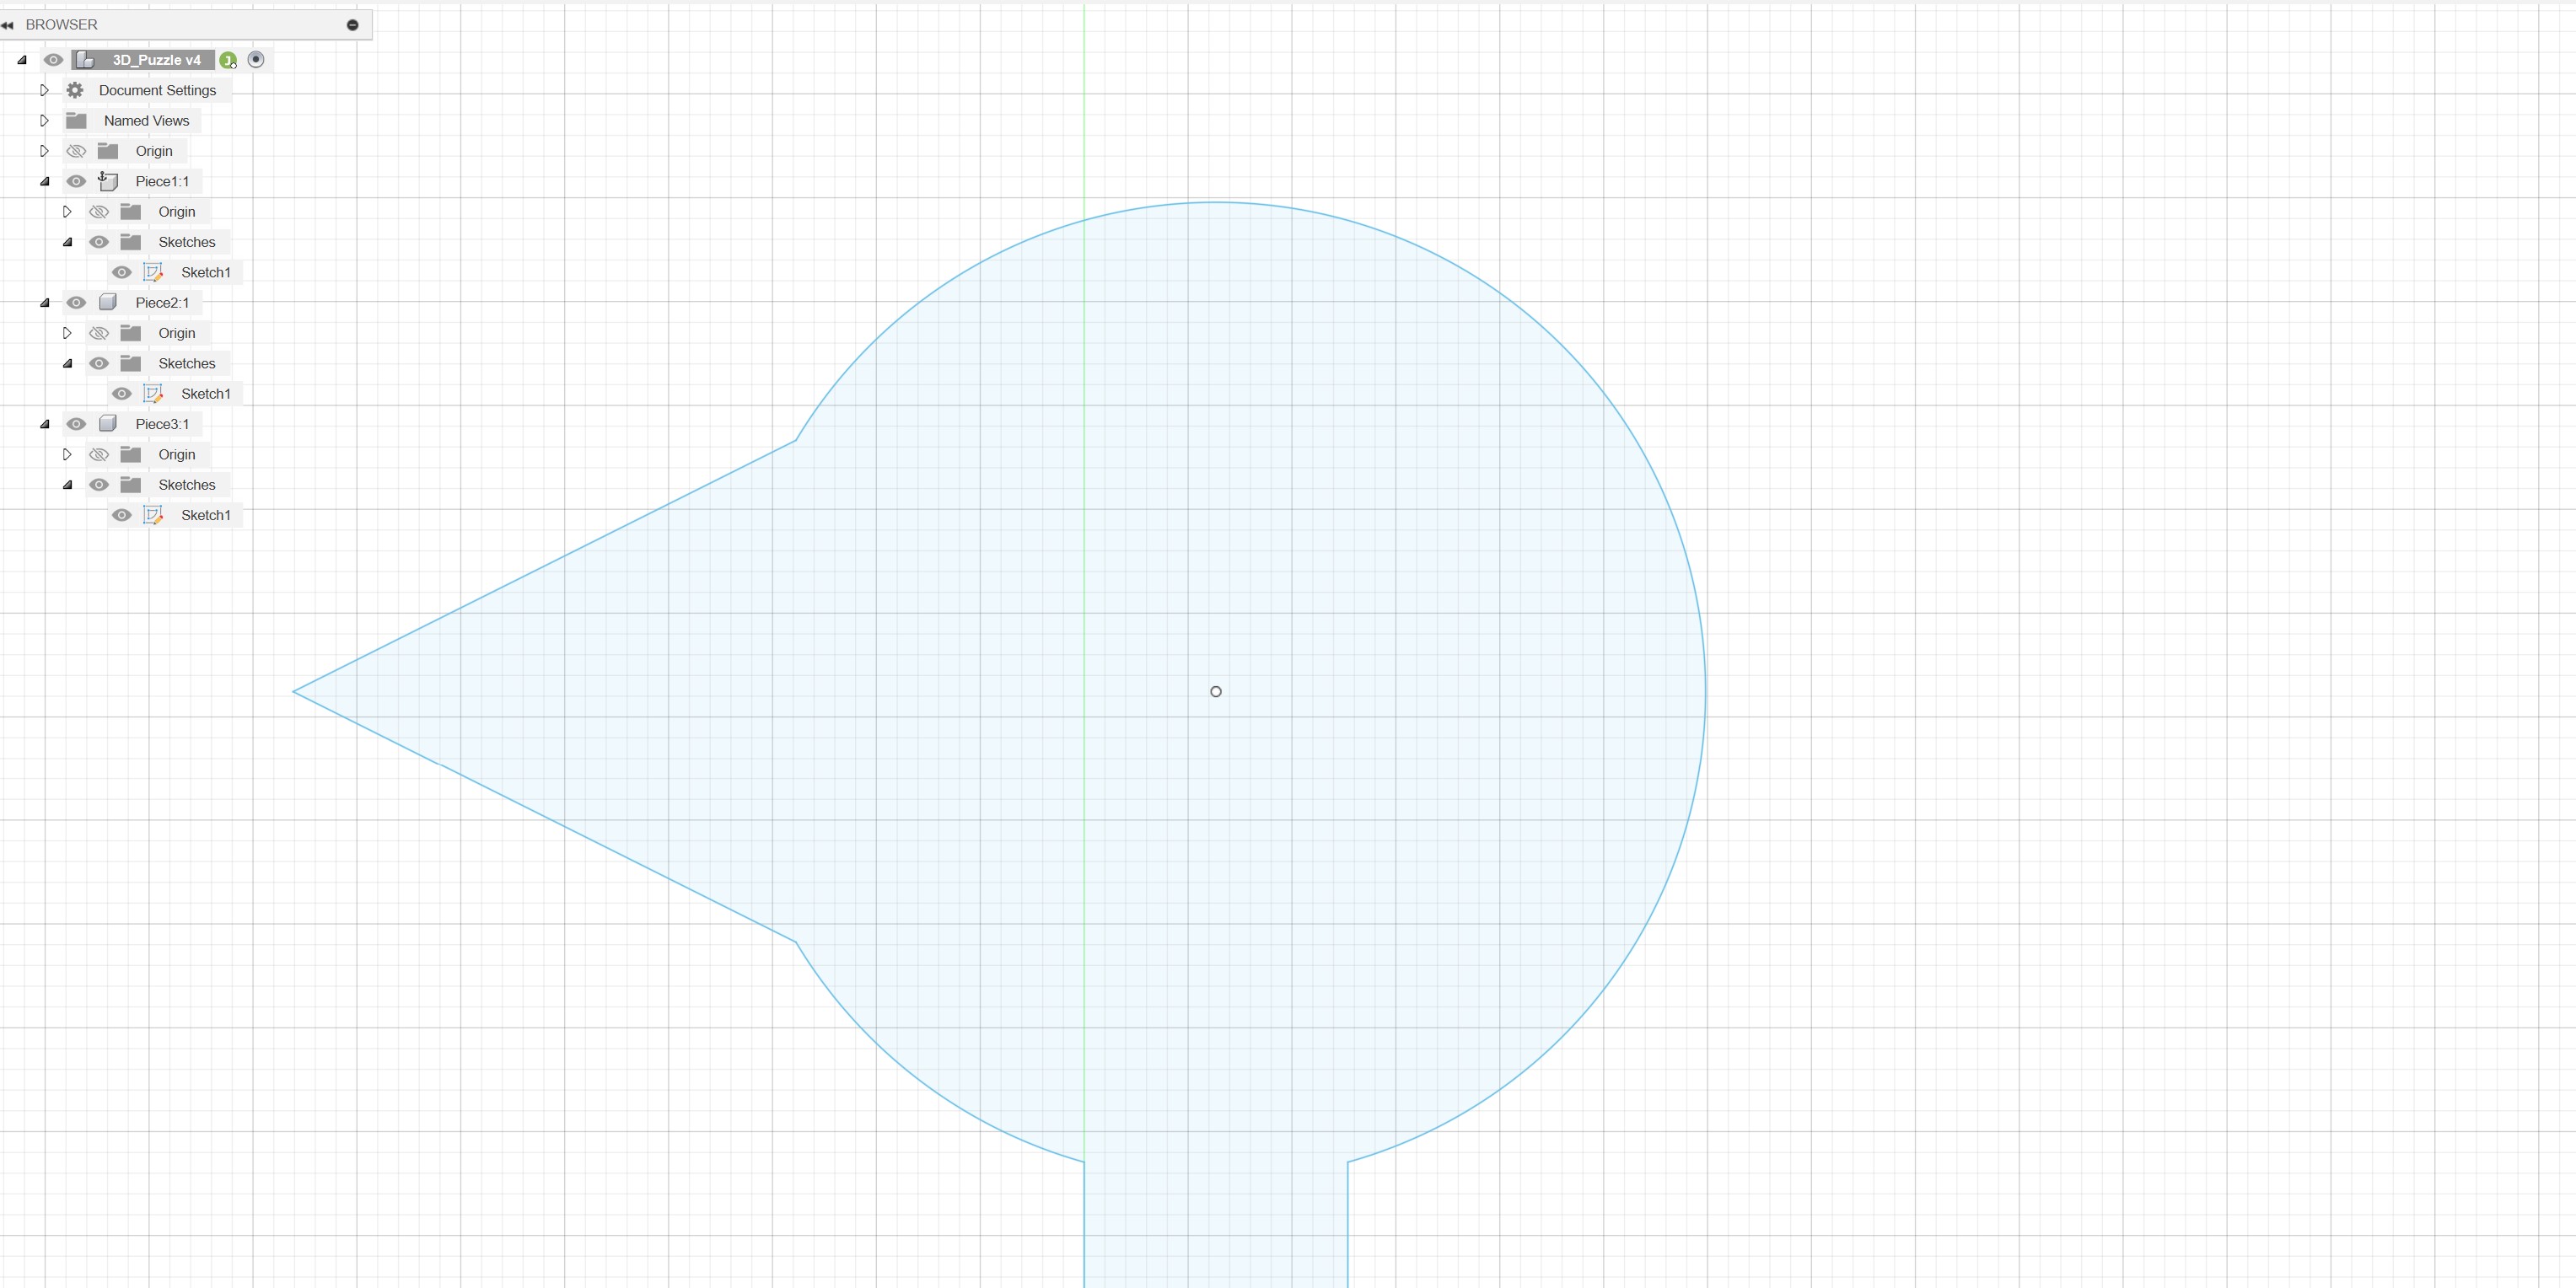 BROWSER
3D_Puzzle v4
Document Settings
Named Views
Origin
Piece1:1
Origin
Sketches
Sketch1
Piece2:1
Origin
Sketches
Sketch1
Piece3:1
Origin
Sketches
Sketch1